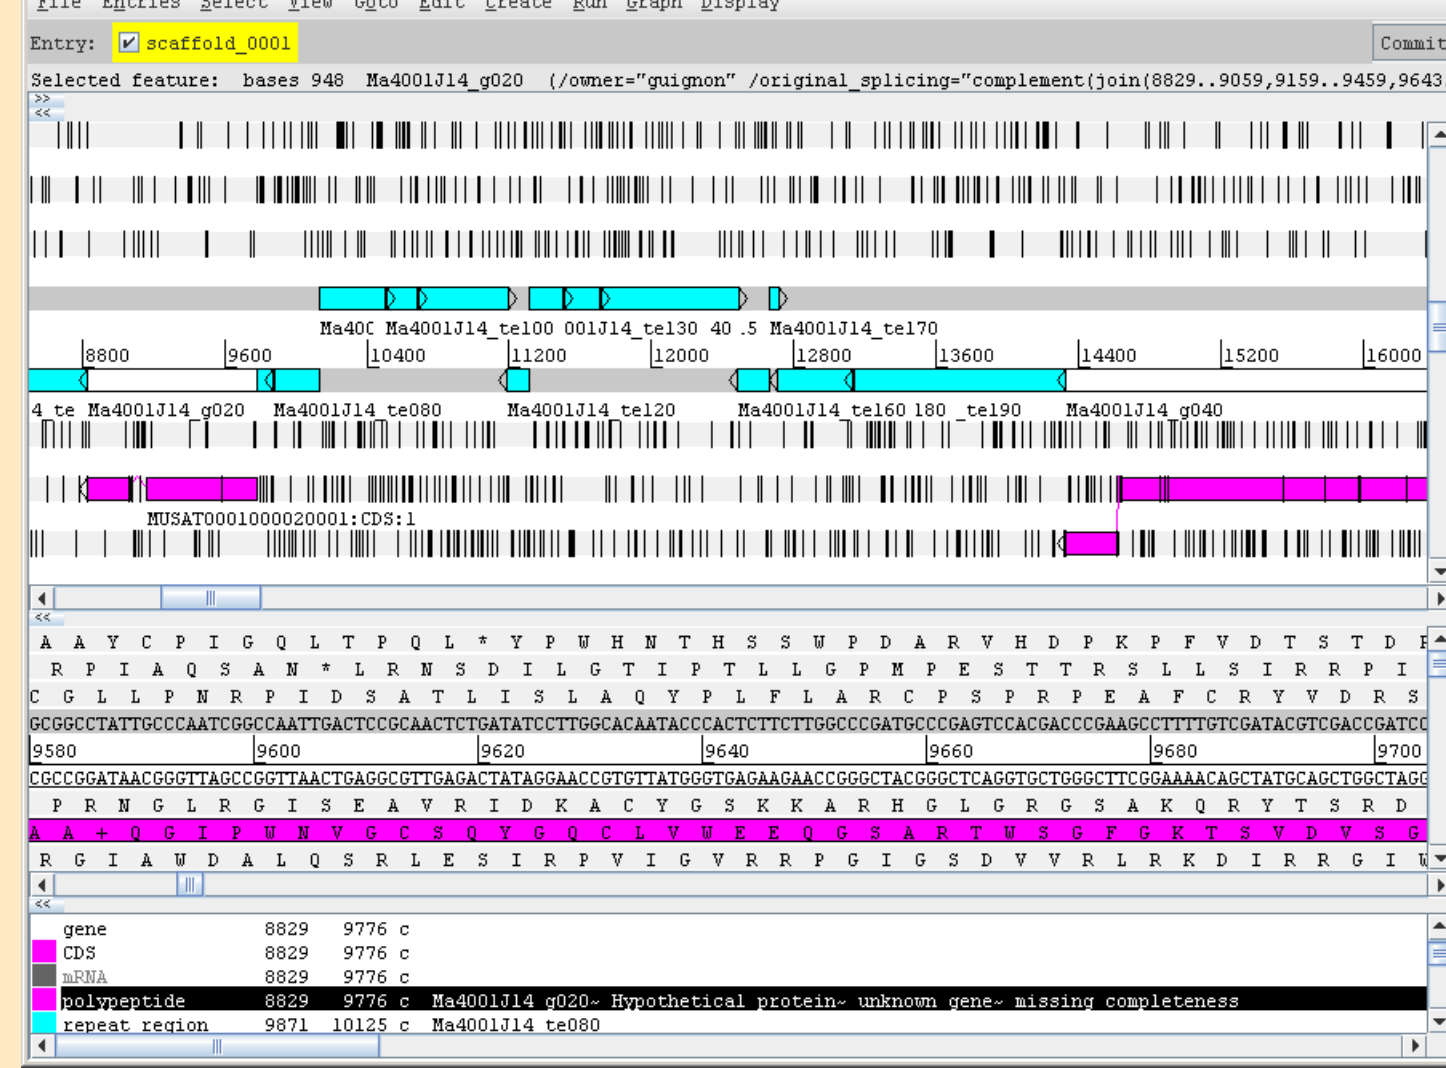 File Entries Select View Goto Edit Create Run Graph Display
Entry: scaffold_0001 Commit
Selected feature: bases 948 Ma4001J14_g020 (/owner="guignon" /original_splicing="complement(join(8829..9059,9159..9459,9643.
>>
<<
Ma400 Ma4001J14_te100 001J14_te130 40 .5 Ma4001J14_te170
8800 9600 10400 11200 12000 12800 13600 14400 15200 16000
4_te Ma4001J14_g020 Ma4001J14_te080 Ma4001J14_te120 Ma4001J14_te160 180 _te190 Ma4001J14_g040
MUSAT0001000020001:CDS:1
<<
A A Y C P I G Q L T P Q L * Y P W H N T H S S W P D A R V H D P K P F V D T S T D P
R P I A Q S A N * L R N S D I L G T I P T L L G P M P E S T T R S L L S I R R P I
C G L L P N R P I D S A T L I S L A Q Y P L F L A R C P S P R P E A F C R Y V D R S
GCGGCCTATTGCCCAATCGGCCAATTGACTCCGCAACTCTGATATCCTTGGCACAATACCCACTCTTCTTGGCCCGATGCCCGAGTCCACGACCCGAAGCCTTTTGTCGATACGTCGACCGATCC
9580 9600 9620 9640 9660 9680 9700
CGCCGGATAACGGGTTAGCCGGTTAACTGAGGCGTTGAGACTATAGGAACCGTGTTATGGGTGAGAAGAACCGGGCTACGGGCTCAGGTGCTGGGCTTCGGAAAACAGCTATGCAGCTGGCTAGG
P R N G L R G I S E A V R I D K A C Y G S K K A R H G L G R G S A K Q R Y T S R D
A A + Q G I P W N V G C S Q Y G Q C L V W E E Q G S A R T W S G F G K T S V D V S G
R G I A W D A L Q S R L E S I R P V I G V R R P G I G S D V V R L R K D I R R G I W
<<
gene 8829 9776 c
CDS 8829 9776 c
mRNA 8829 9776 c
polypeptide 8829 9776 c Ma4001J14_g020~ Hypothetical protein~ unknown gene~ missing completeness
repeat_region 9871 10125 c Ma4001J14_te080